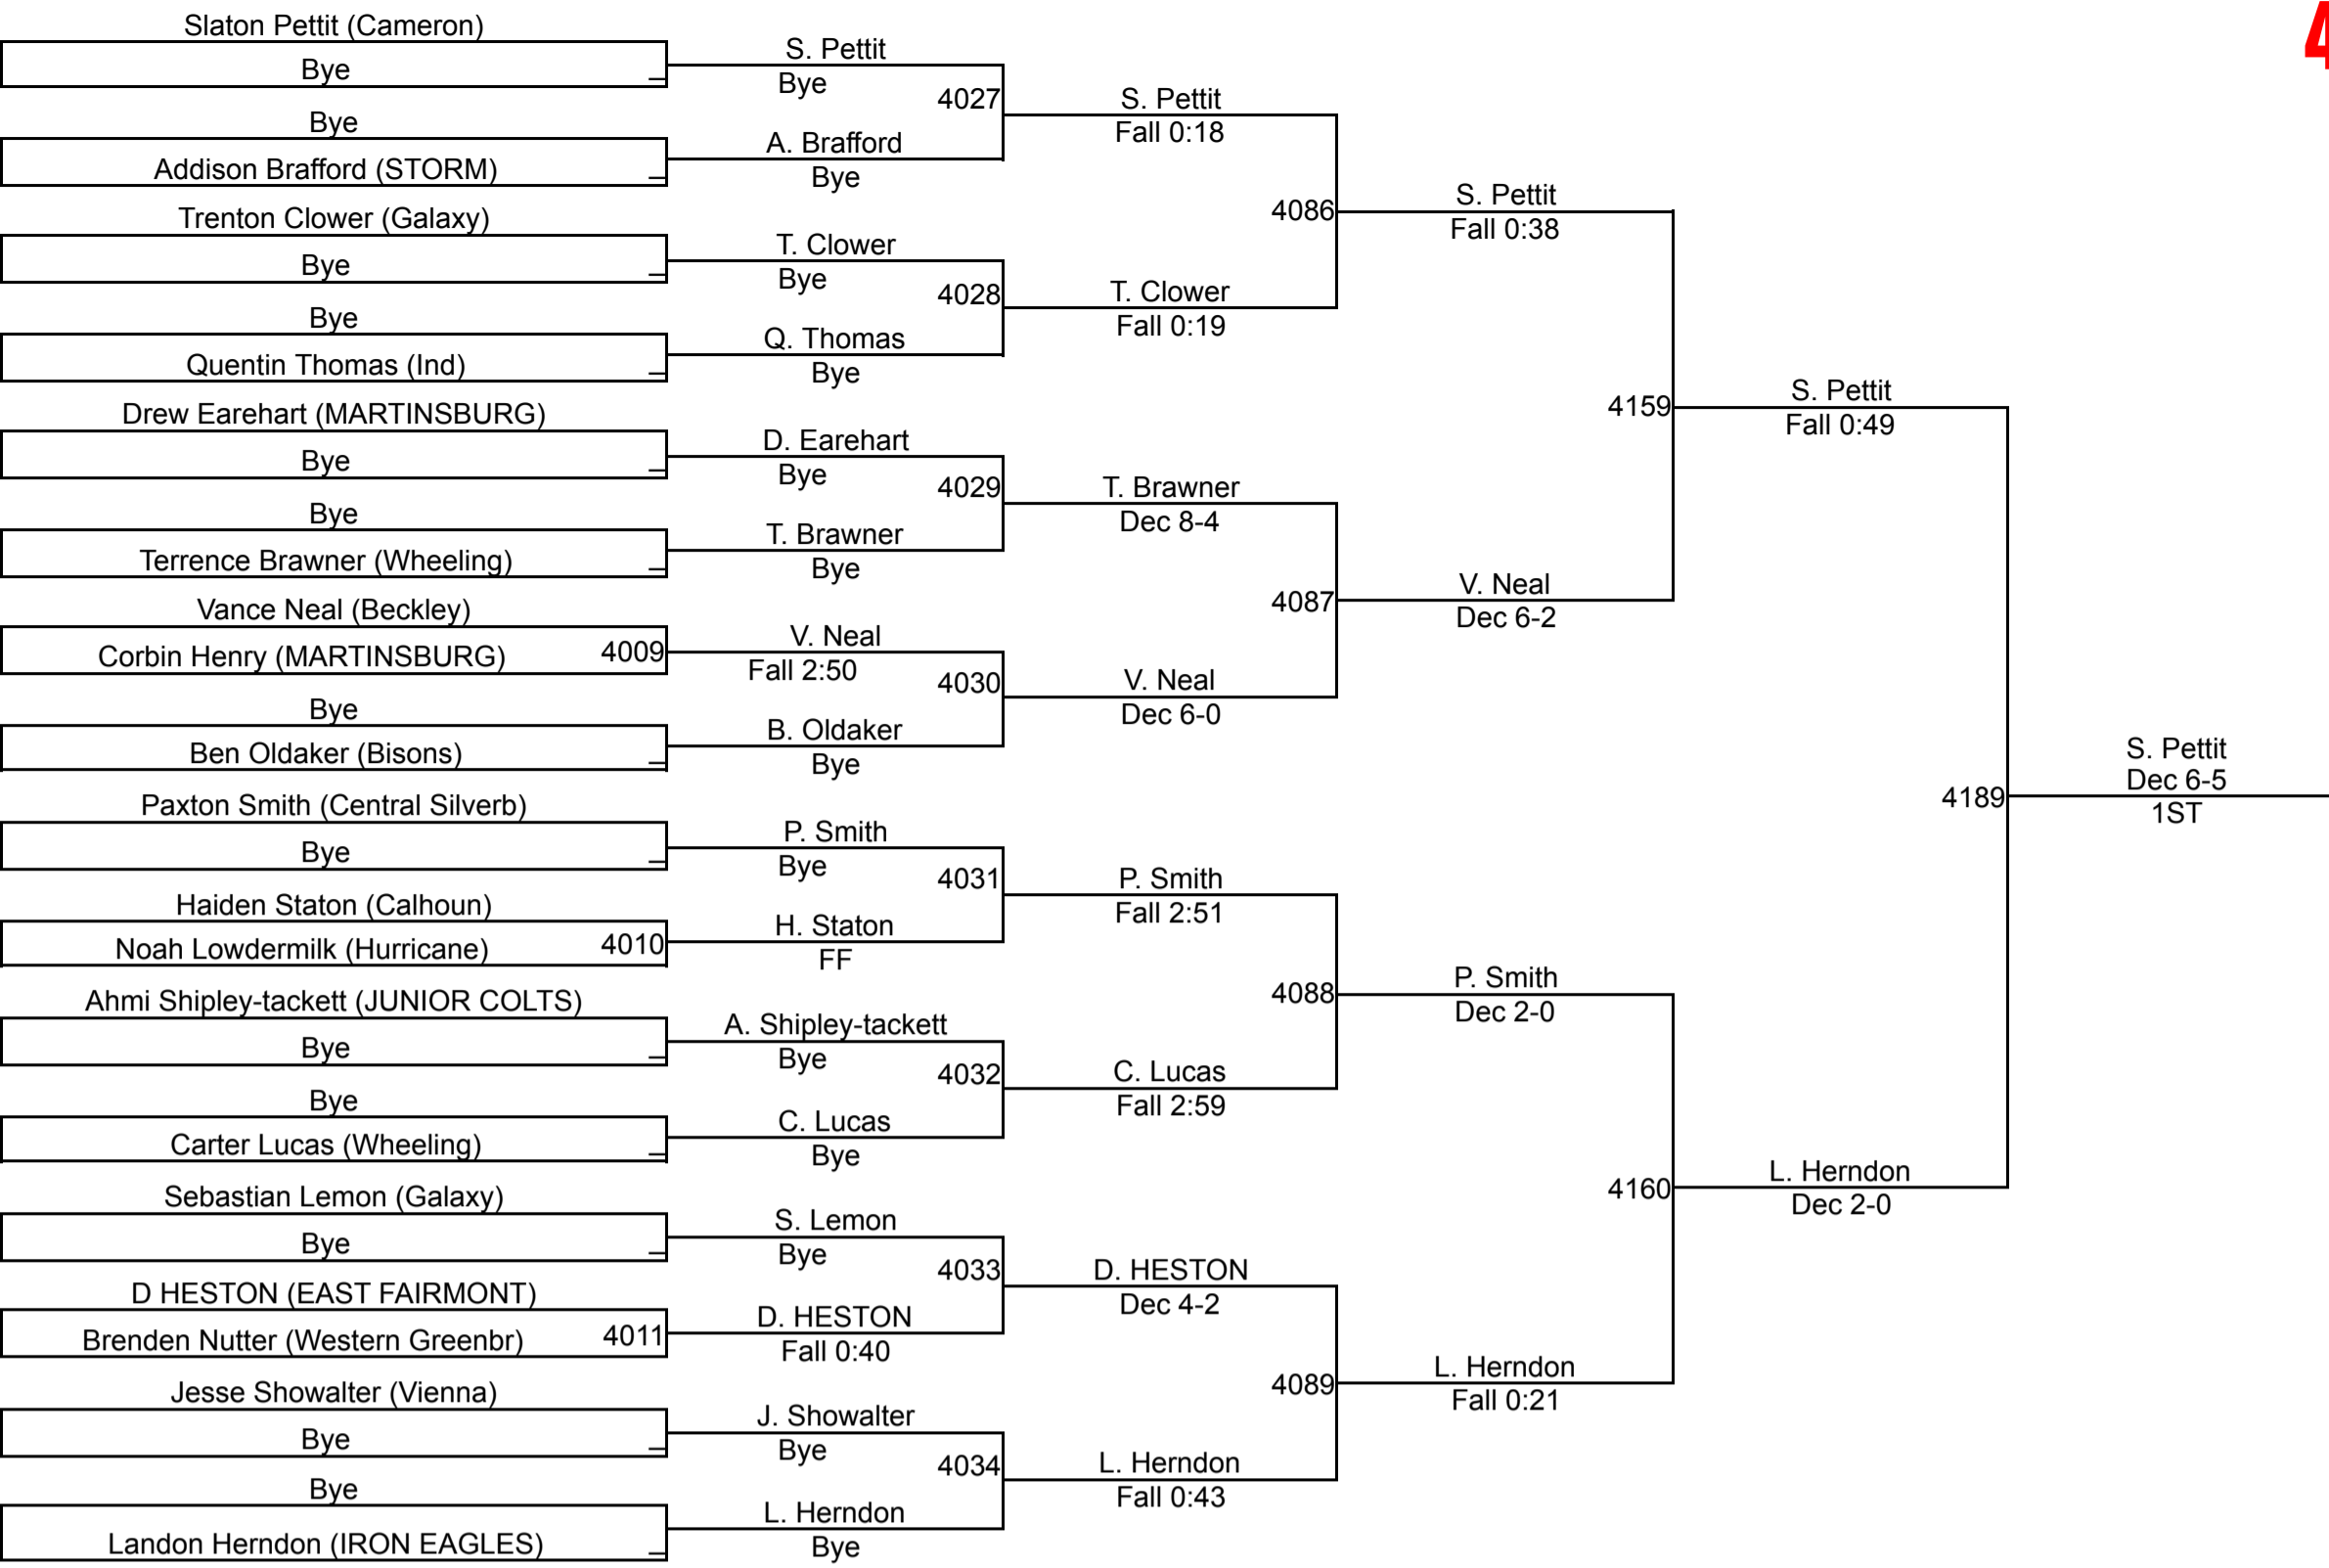 Slaton Pettit (Cameron)
Bye
Bye
Addison Brafford (STORM)
Trenton Clower (Galaxy)
Bye
Bye
Quentin Thomas (Ind)
Drew Earehart (MARTINSBURG)
Bye
Bye
Terrence Brawner (Wheeling)
Vance Neal (Beckley)
Corbin Henry (MARTINSBURG) 4009
Bye
Ben Oldaker (Bisons)
Paxton Smith (Central Silverb)
Bye
Haiden Staton (Calhoun)
Noah Lowdermilk (Hurricane) 4010
Ahmi Shipley-tackett (JUNIOR COLTS)
Bye
Bye
Carter Lucas (Wheeling)
Sebastian Lemon (Galaxy)
Bye
D HESTON (EAST FAIRMONT)
Brenden Nutter (Western Greenbr) 4011
Jesse Showalter (Vienna)
Bye
Bye
Landon Herndon (IRON EAGLES)
S. Pettit
Bye
4027
A. Brafford
Bye
T. Clower
Bye
4028
Q. Thomas
Bye
D. Earehart
Bye
4029
T. Brawner
Bye
V. Neal
Fall 2:50
4030
B. Oldaker
Bye
P. Smith
Bye
4031
H. Staton
FF
A. Shipley-tackett
Bye
4032
C. Lucas
Bye
S. Lemon
Bye
4033
D. HESTON
Fall 0:40
J. Showalter
Bye
4034
L. Herndon
Bye
S. Pettit
Fall 0:18
4086
T. Clower
Fall 0:19
T. Brawner
Dec 8-4
4087
V. Neal
Dec 6-0
P. Smith
Fall 2:51
4088
C. Lucas
Fall 2:59
D. HESTON
Dec 4-2
4089
L. Herndon
Fall 0:43
S. Pettit
Fall 0:38
4159
V. Neal
Dec 6-2
P. Smith
Dec 2-0
4160
L. Herndon
Fall 0:21
S. Pettit
Fall 0:49
4189
L. Herndon
Dec 2-0
S. Pettit
Dec 6-5
1ST